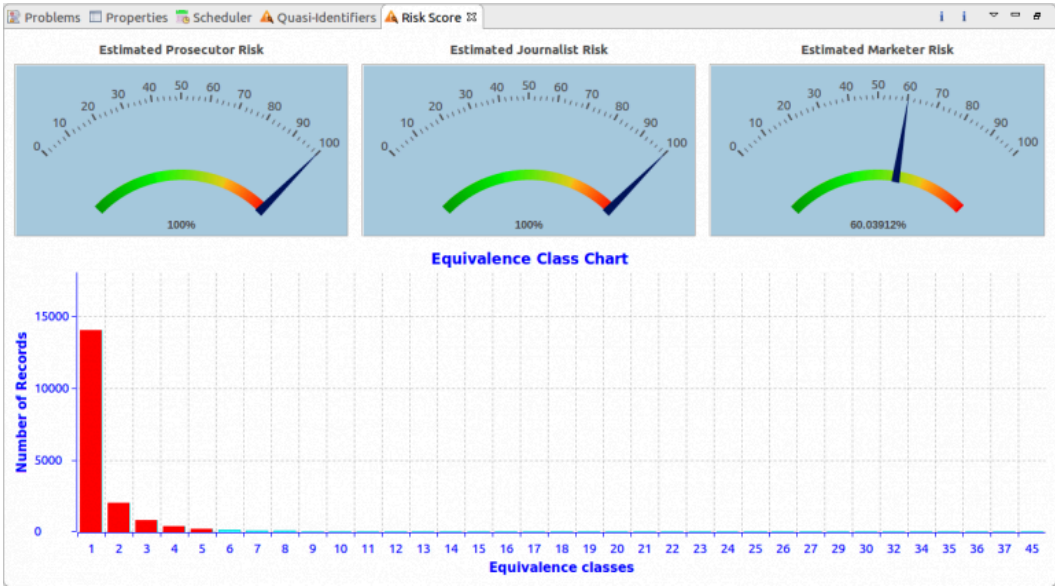 Problems Properties Scheduler Quasi-Identifiers Risk Score
Estimated Prosecutor Risk
0 10 20 30 40 50 60 70 80 90 100
100%
Estimated Journalist Risk
0 10 20 30 40 50 60 70 80 90 100
100%
Estimated Marketer Risk
0 10 20 30 40 50 60 70 80 90 100
60.03912%
Equivalence Class Chart
Number of Records
15000
10000
5000
0
1 2 3 4 5 6 7 8 9 10 11 12 13 14 15 16 17 18 19 20 21 22 23 24 25 26 27 29 30 32 34 35 36 37 45
Equivalence classes